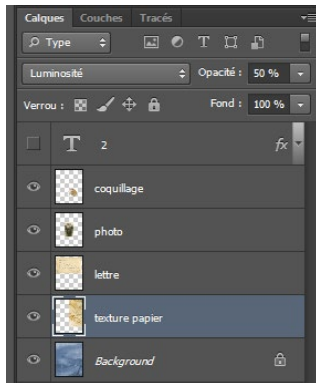 Calques Couches Tracés
Type
Luminosité Opacité : 50 %
Verrou : Fond : 100 %
T 2 fx
coquillage
photo
lettre
texture papier
Background